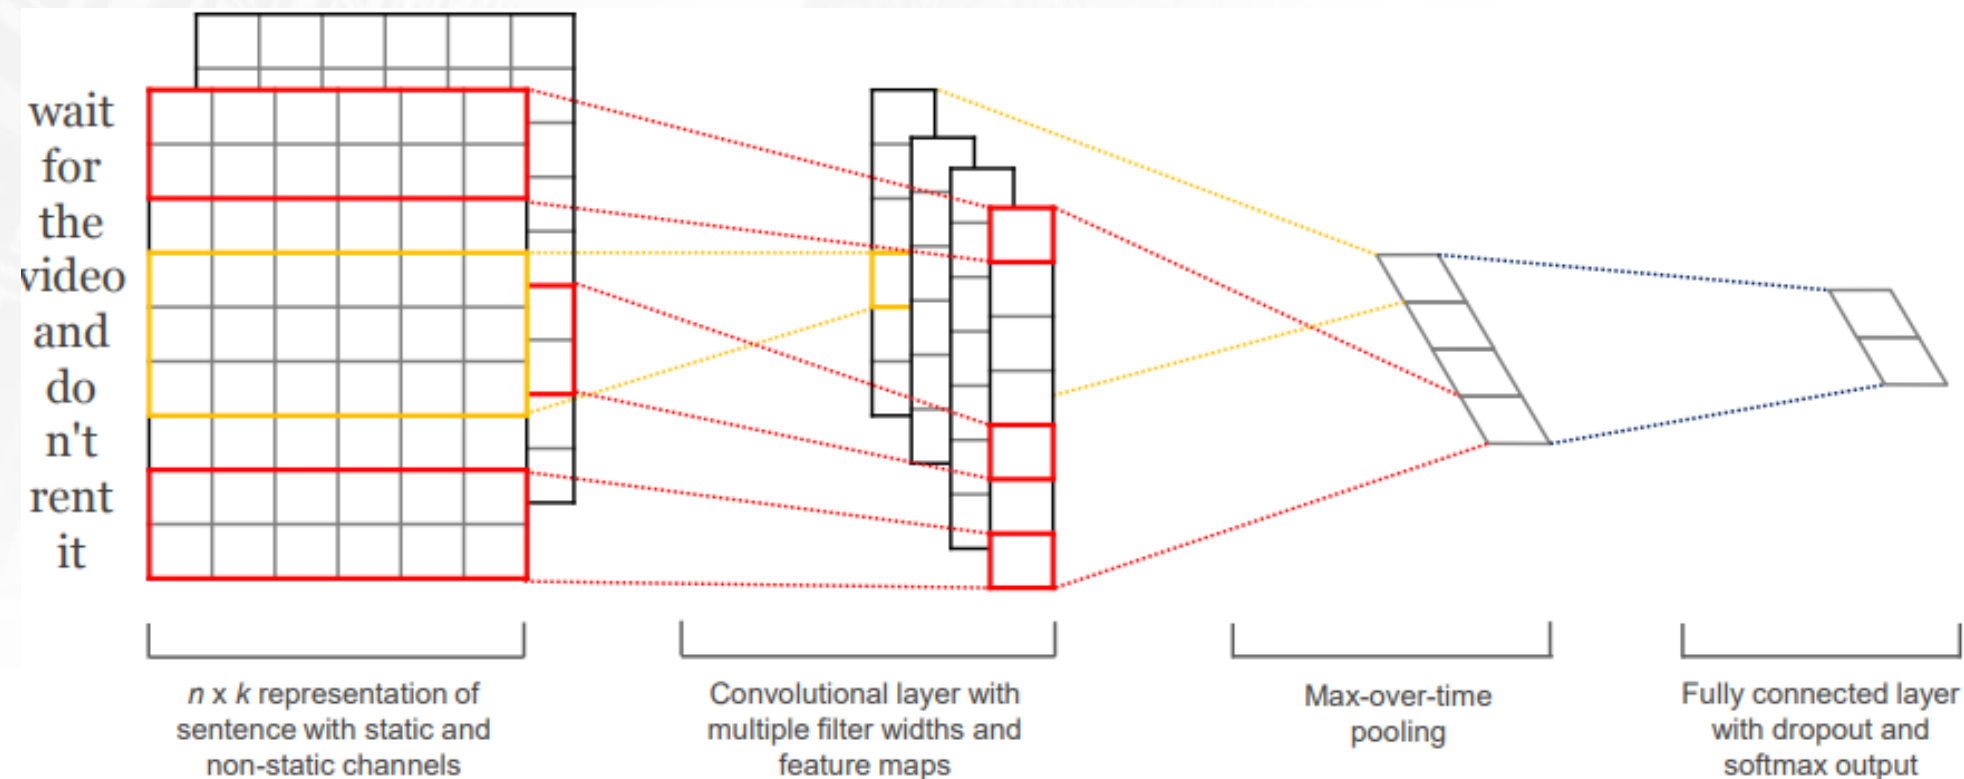 wait
for
the
video
and
do
n't
rent
it
n x k representation of
sentence with static and
non-static channels
Convolutional layer with
multiple filter widths and
feature maps
Max-over-time
pooling
Fully connected layer
with dropout and
softmax output